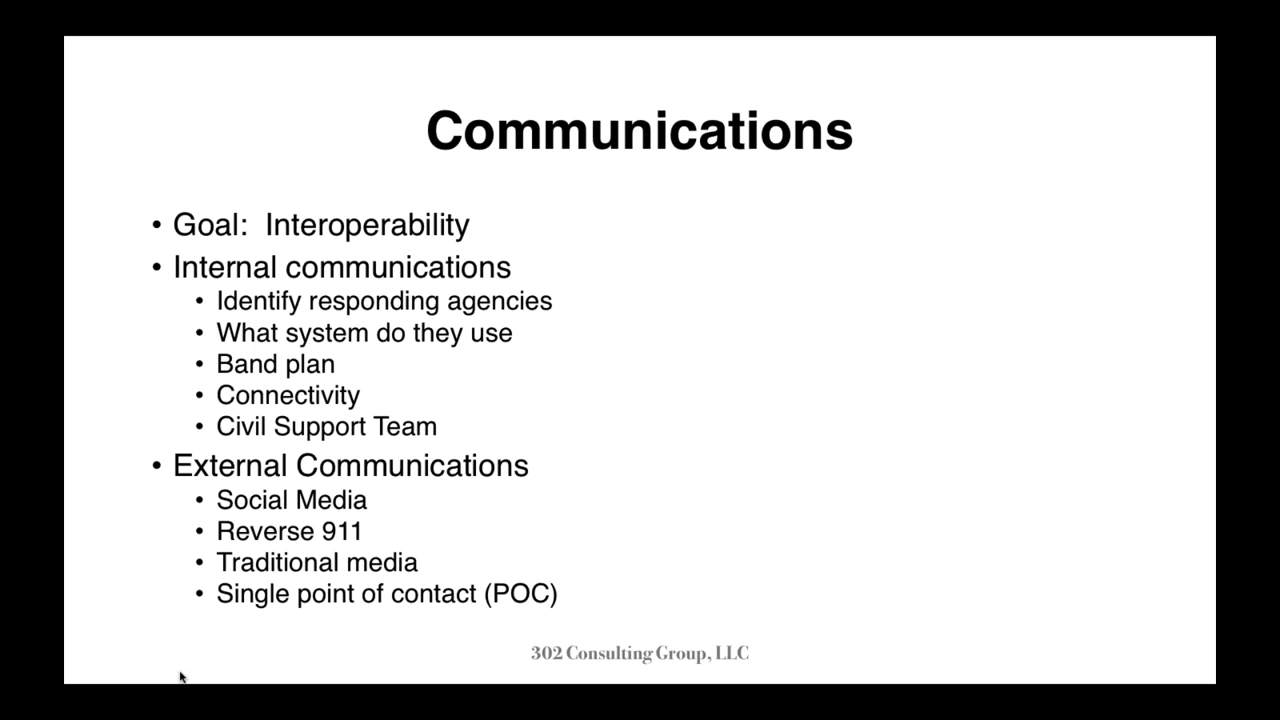 Communications
• Goal:  Interoperability
• Internal communications
• Identify responding agencies
• What system do they use
• Band plan
• Connectivity
• Civil Support Team
• External Communications
• Social Media
• Reverse 911
• Traditional media
• Single point of contact (POC)
302 Consulting Group, LLC